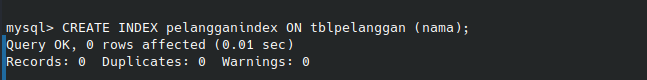 mysql> CREATE INDEX pelangganindex ON tblpelanggan (nama);
Query OK, 0 rows affected (0.01 sec)
Records: 0  Duplicates: 0  Warnings: 0